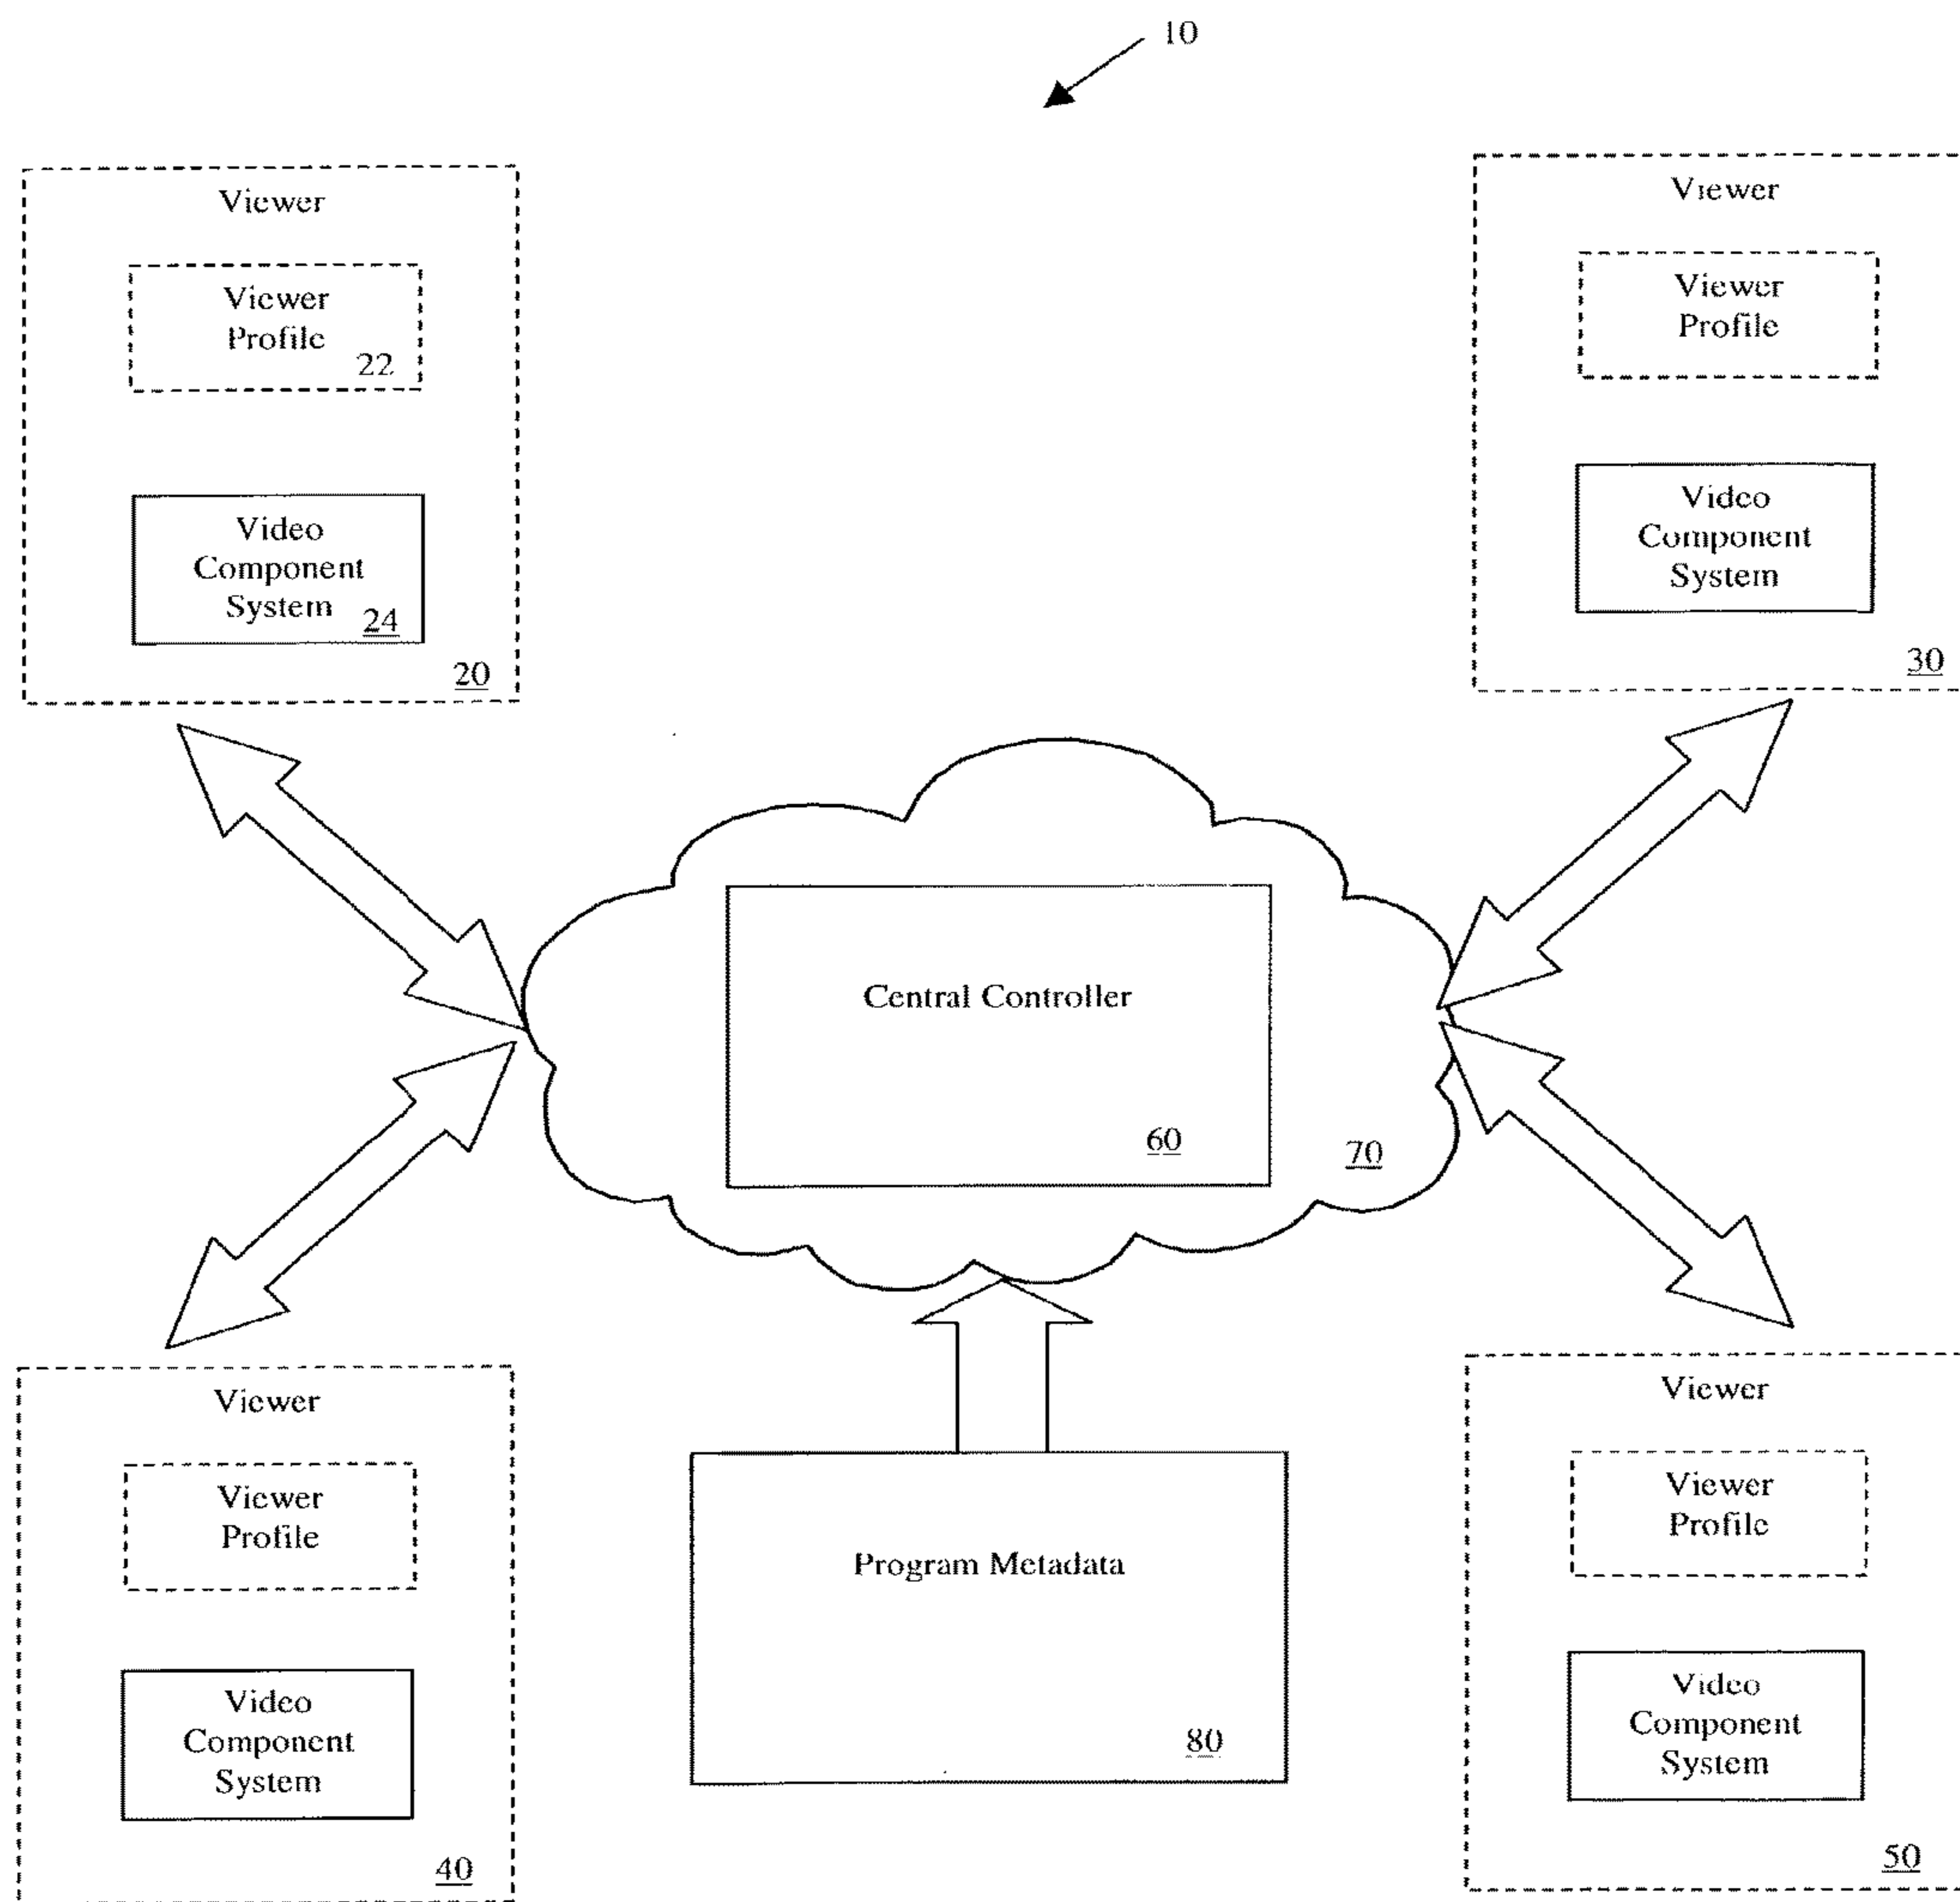 10
Viewer
Viewer
Profile
22
Video
Component
System
24
20
Viewer
Viewer
Profile
Video
Component
System
30
Central Controller
60
70
Viewer
Viewer
Profile
Video
Component
System
40
Program Metadata
80
Viewer
Viewer
Profile
Video
Component
System
50